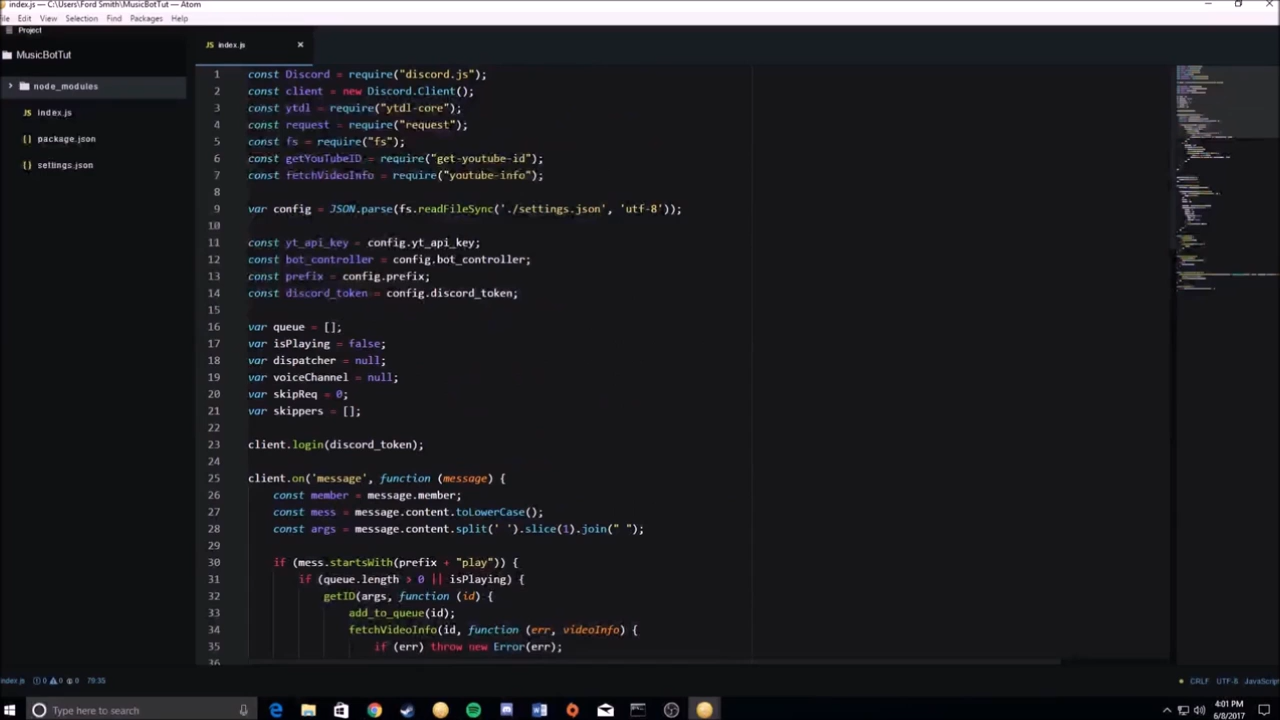 index.js — C:\Users\Ford Smith\MusicBotTut — Atom
Edit View Selection Find Packages Help
Project
MusicBotTut
node_modules
JS index.js
{} package.json
{} settings.json
JS index.js ×
1 const Discord = require("discord.js");
2 const client = new Discord.Client();
3 const ytdl = require("ytdl-core");
4 const request = require("request");
5 const fs = require("fs");
6 const getYouTubeID = require("get-youtube-id");
7 const fetchVideoInfo = require("youtube-info");
8
9 var config = JSON.parse(fs.readFileSync('./settings.json', 'utf-8'));
10
11 const yt_api_key = config.yt_api_key;
12 const bot_controller = config.bot_controller;
13 const prefix = config.prefix;
14 const discord_token = config.discord_token;
15
16 var queue = [];
17 var isPlaying = false;
18 var dispatcher = null;
19 var voiceChannel = null;
20 var skipReq = 0;
21 var skippers = [];
22
23 client.login(discord_token);
24
25 client.on('message', function (message) {
26 const member = message.member;
27 const mess = message.content.toLowerCase();
28 const args = message.content.split(' ').slice(1).join(" ");
29
30 if (mess.startsWith(prefix + "play")) {
31 if (queue.length > 0 || isPlaying) {
32 getID(args, function (id) {
33 add_to_queue(id);
34 fetchVideoInfo(id, function (err, videoInfo) {
35 if (err) throw new Error(err);
36
index.js 0 0 0 79:35 CRLF UTF-8 JavaScript
Type here to search
4:01 PM
6/8/2017